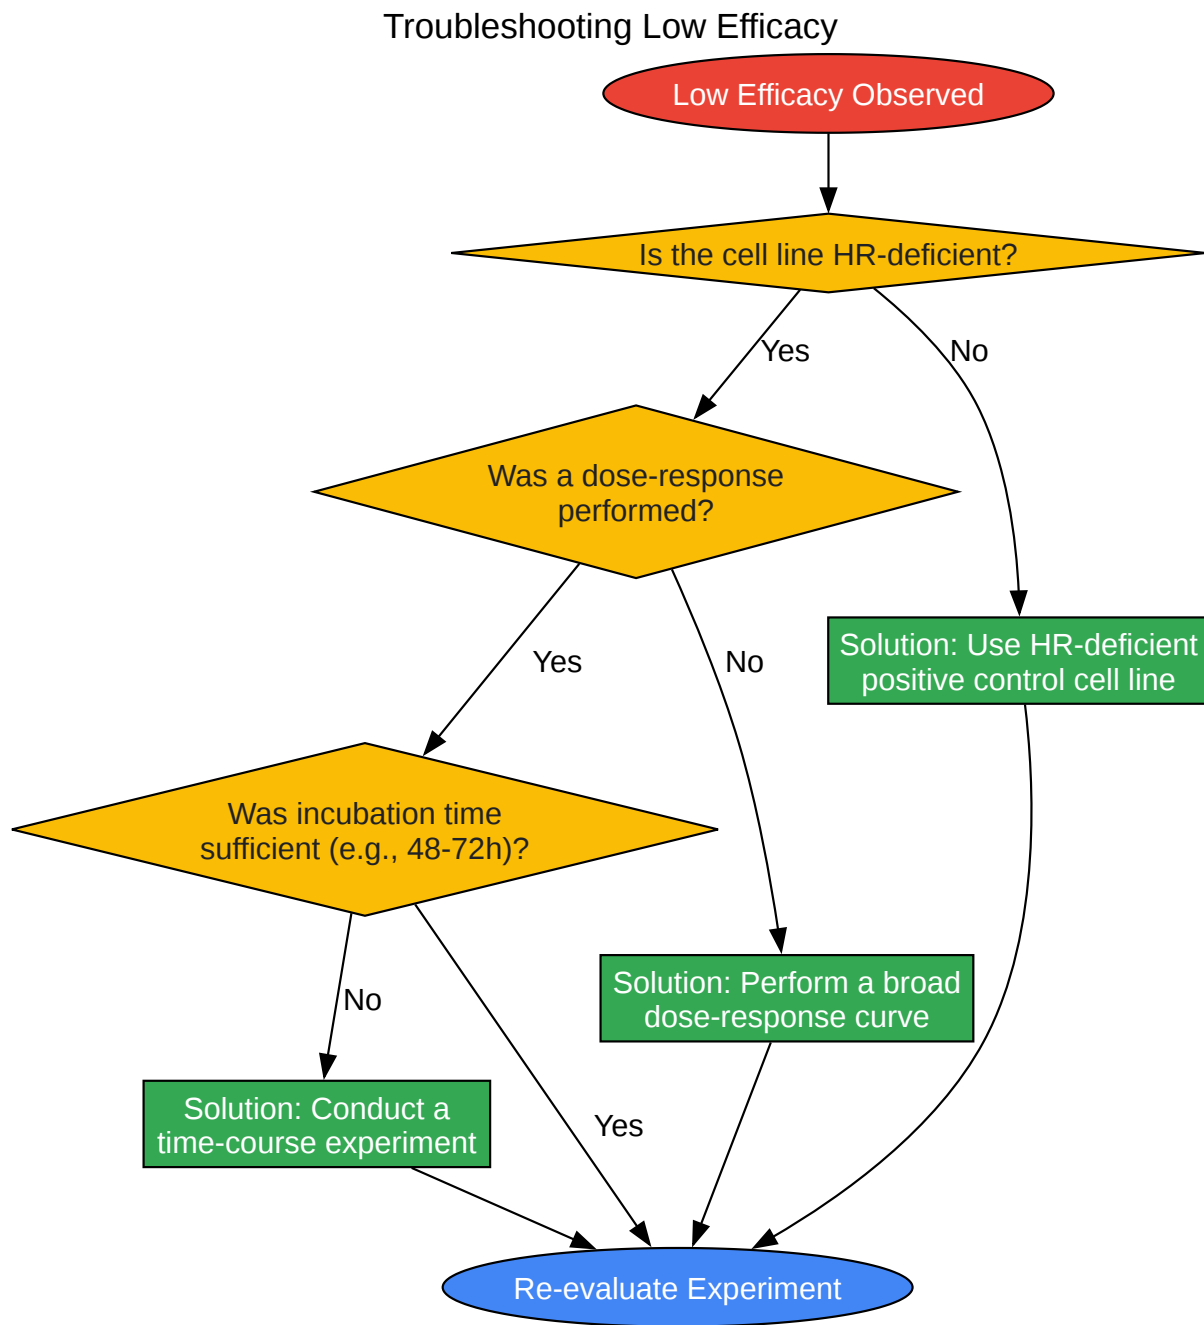 Troubleshooting Low Efficacy
Low Efficacy Observed
Is the cell line HR-deficient?
Yes
No
Was a dose-response
performed?
Solution: Use HR-deficient
positive control cell line
Yes
No
Was incubation time
sufficient (e.g., 48-72h)?
Solution: Perform a broad
dose-response curve
No
Yes
Solution: Conduct a
time-course experiment
Re-evaluate Experiment